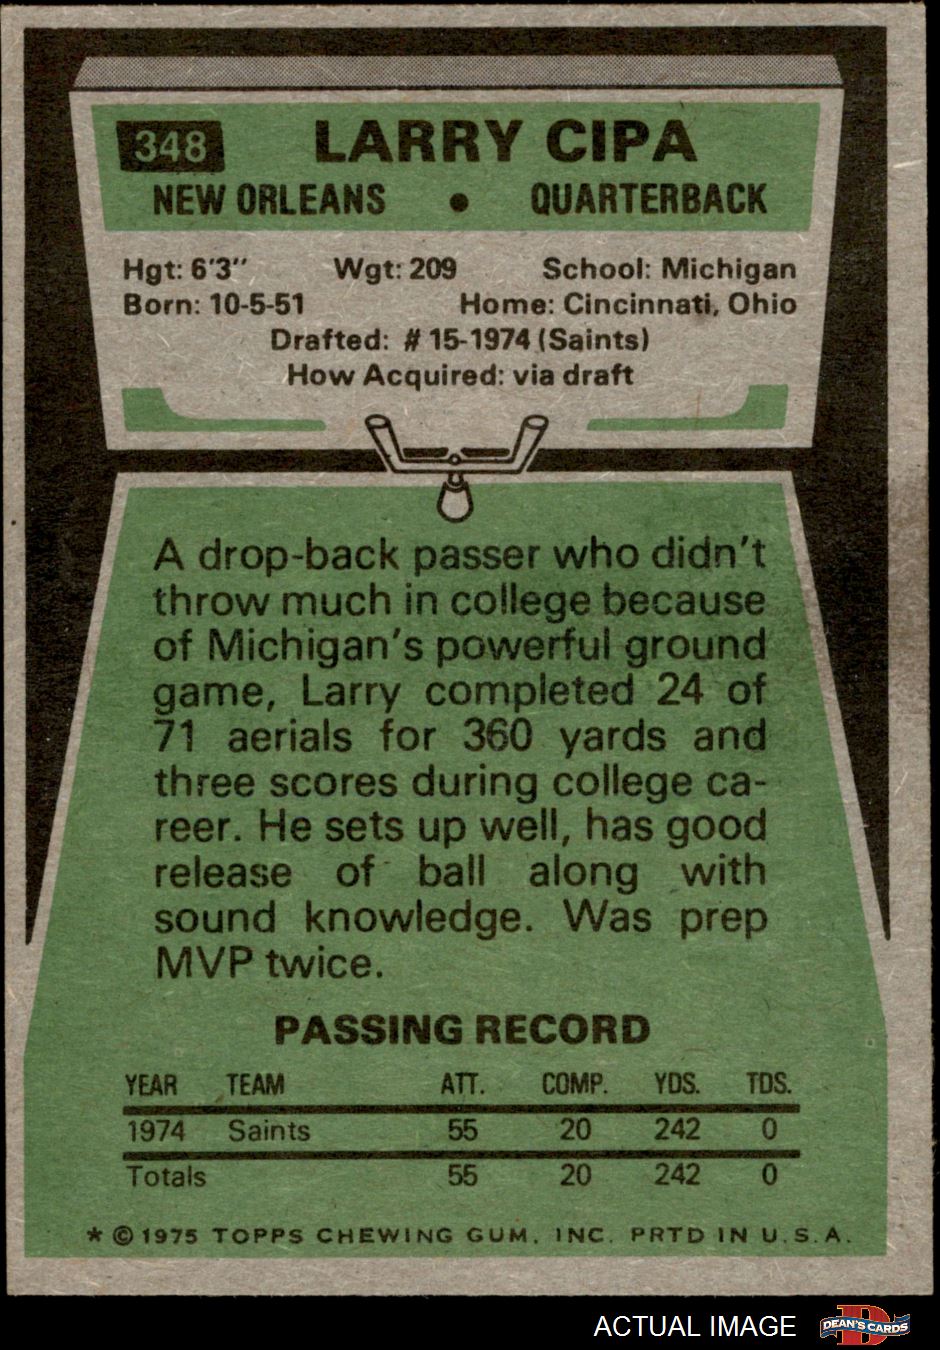 348 LARRY CIPA
NEW ORLEANS • QUARTERBACK
Hgt: 6'3" Wgt: 209 School: Michigan
Born: 10-5-51 Home: Cincinnati, Ohio
Drafted: # 15-1974 (Saints)
How Acquired: via draft
A drop-back passer who didn't
throw much in college because
of Michigan's powerful ground
game, Larry completed 24 of
71 aerials for 360 yards and
three scores during college ca-
reer. He sets up well, has good
release of ball along with
sound knowledge. Was prep
MVP twice.
PASSING RECORD
YEAR TEAM ATT. COMP. YDS. TDS.
1974 Saints 55 20 242 0
Totals 55 20 242 0
* © 1975 TOPPS CHEWING GUM, INC. PRTD IN U.S.A.
ACTUAL IMAGE D DEAN'S CARDS